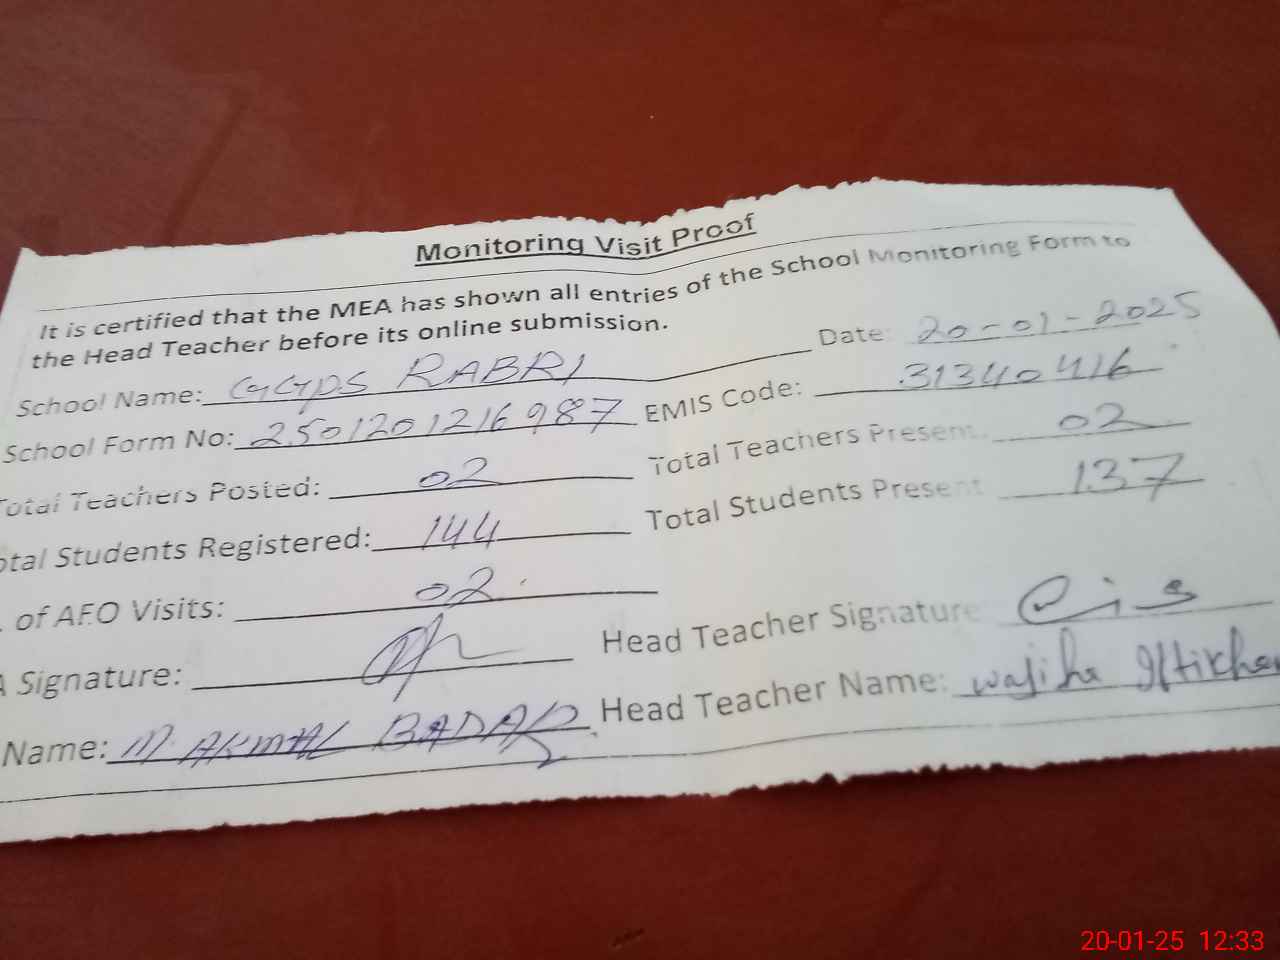 Monitoring Visit Proof
It is certified that the MEA has shown all entries of the School Monitoring Form to
the Head Teacher before its online submission.
Date: 20-01-2025
School Name: GGPS RABRI
School Form No: 2501201216987 EMIS Code: 31340416
Total Teachers Posted: 02 Total Teachers Present: 02
otal Students Registered: 144 Total Students Present 137
. of AEO Visits: 02
A Signature: Head Teacher Signature
Name: M. AKMAL Head Teacher Name: wajiha Iftikhar
20-01-25 12:33